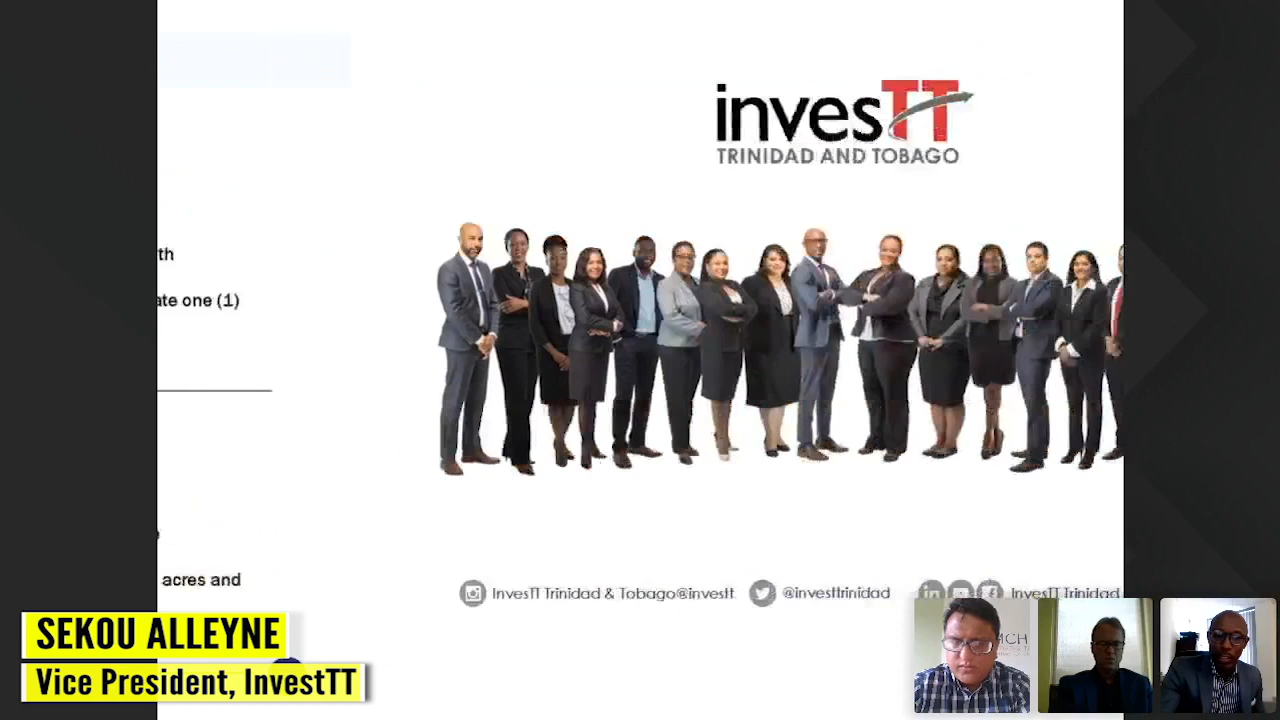 invesTT
TRINIDAD AND TOBAGO
th
ate one (1)
acres and
InvesTT Trinidad & Tobago@investt
@investtrinidad
InvesTT Trinidad
MCH
SEKOU ALLEYNE
Vice President, InvestTT